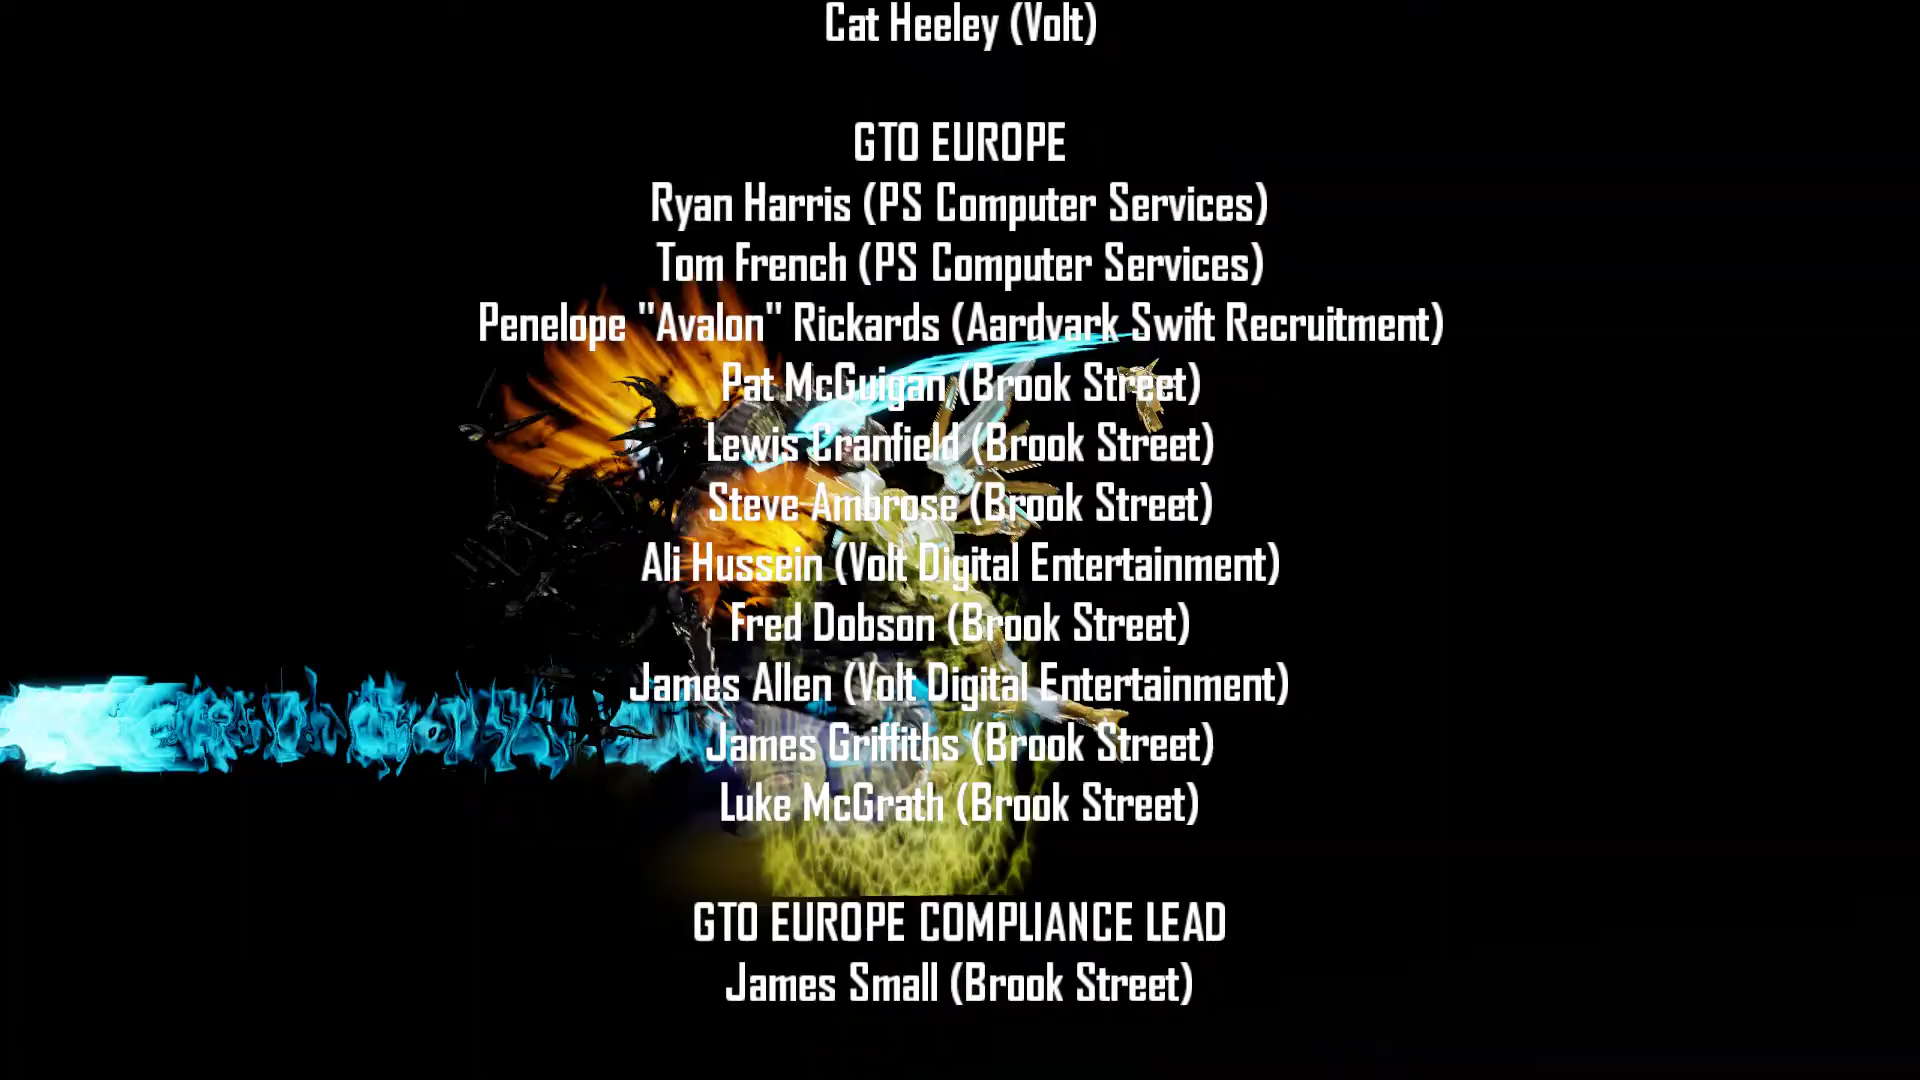 Cat Heeley (Volt)
GTO EUROPE
Ryan Harris (PS Computer Services)
Tom French (PS Computer Services)
Penelope "Avalon" Rickards (Aardvark Swift Recruitment)
Pat McGuigan (Brook Street)
Lewis Cranfield (Brook Street)
Steve Ambrose (Brook Street)
Ali Hussein (Volt Digital Entertainment)
Fred Dobson (Brook Street)
James Allen (Volt Digital Entertainment)
James Griffiths (Brook Street)
Luke McGrath (Brook Street)
GTO EUROPE COMPLIANCE LEAD
James Small (Brook Street)